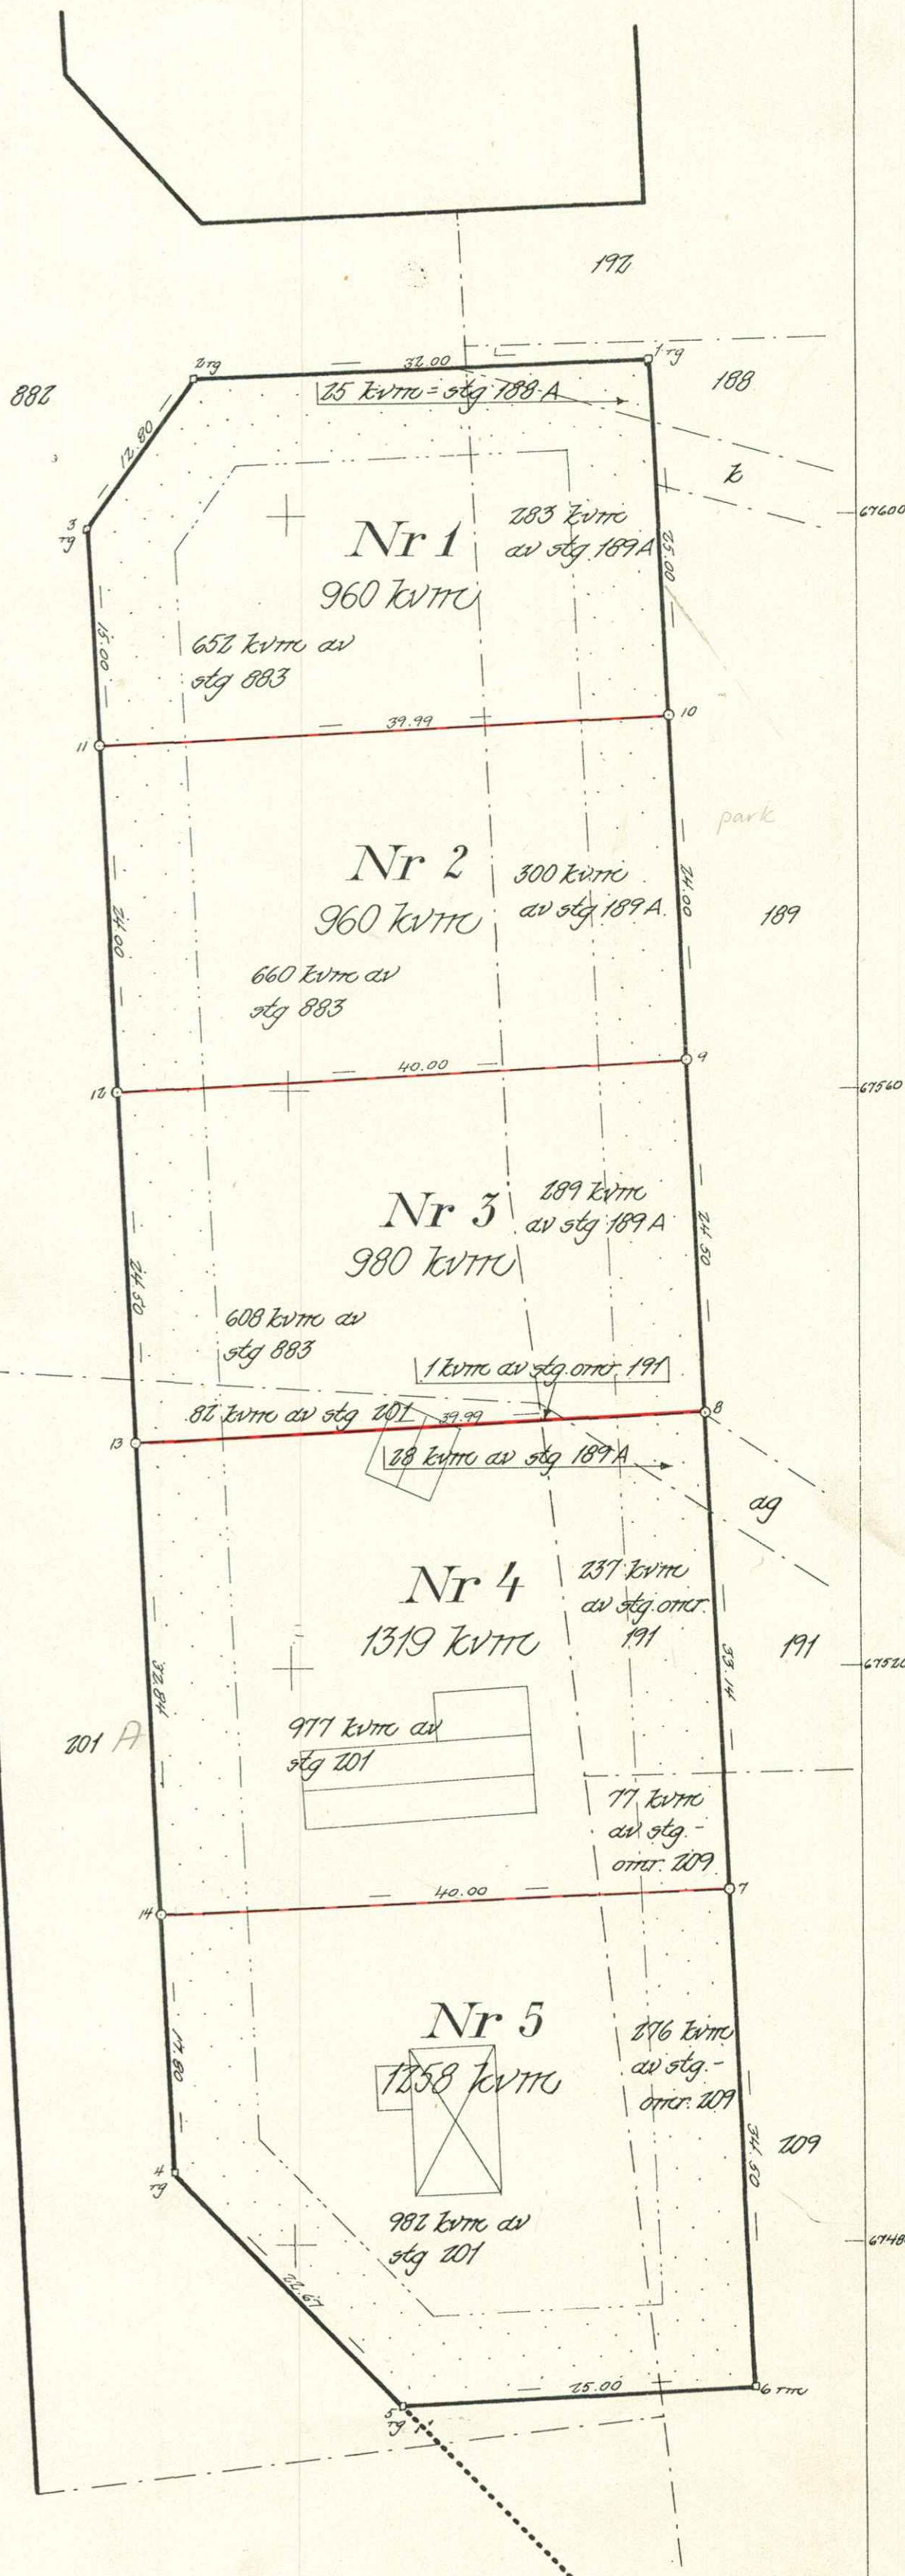 192
2 rg
32.00
1 rg
882
25 kvm = stg 188-A
188
12.80
k
3
rg
67600
283 kvm
av stg 189A
Nr 1
960 kvm
25.00
15.00
652 kvm av
stg 883
39.99
10
11
park
Nr 2
960 kvm
300 kvm
av stg 189 A.
24.00
189
24.00
660 kvm av
stg 883
40.00
9
12
67560
Nr 3
980 kvm
289 kvm
av stg 189 A
24.50
24.50
608 kvm av
stg 883
1 kvm av stg. omr. 191
8
82 kvm av stg 201
39.99
13
28 kvm av stg 189 A
ag
Nr 4
1319 kvm
237 kvm
av stg. omr.
191
191
67520
33.14
32.84
201 A
977 kvm av
stg 201
77 kvm
av stg.-
omr. 209
40.00
7
14
Nr 5
1258 kvm
276 kvm
av stg.-
omr. 209
17.80
34.50
209
4
rg
982 kvm av
stg 201
6748
22.67
25.00
6 rm
5
rg